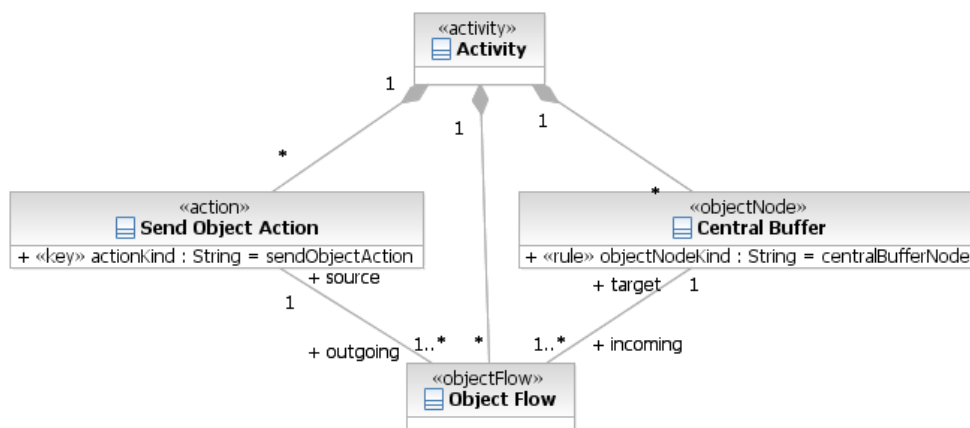 «activity»
Activity
1
1
1
*
*
«action»
Send Object Action
+ «key» actionKind : String = sendObjectAction
«objectNode»
Central Buffer
+ «rule» objectNodeKind : String = centralBufferNode
+ source
1
+ target
1
+ outgoing
1..*
*
1..*
+ incoming
«objectFlow»
Object Flow